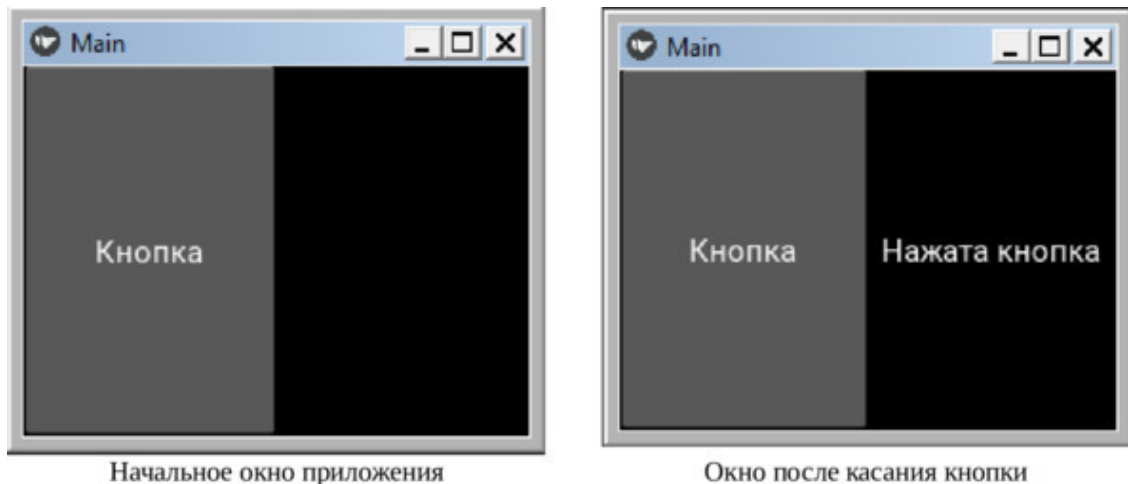 Main
Кнопка
Начальное окно приложения
Main
Кнопка Нажата кнопка
Окно после касания кнопки